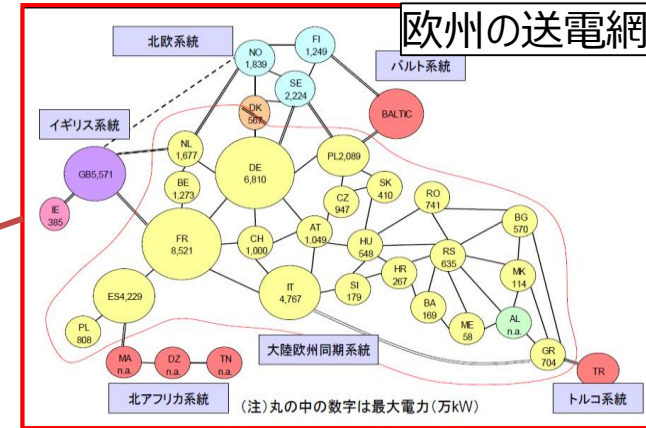 欧州の送電網
北欧系統
FI
1,249
NO
1,839
バルト系統
SE
2,224
DK
567
BALTIC
イギリス系統
NL
1,677
DE
6,810
PL2,089
GB5,571
BE
1,273
SK
410
CZ
947
RO
741
IE
385
BG
570
AT
1,049
FR
8,521
CH
1,000
HU
548
RS
635
HR
267
MK
114
IT
4,767
SI
179
ES4,229
BA
169
AL
n.a.
ME
58
PL
808
大陸欧州同期系統
GR
704
MA
n.a.
DZ
n.a.
TN
n.a.
TR
北アフリカ系統
(注)丸の中の数字は最大電力(万kW)
トルコ系統